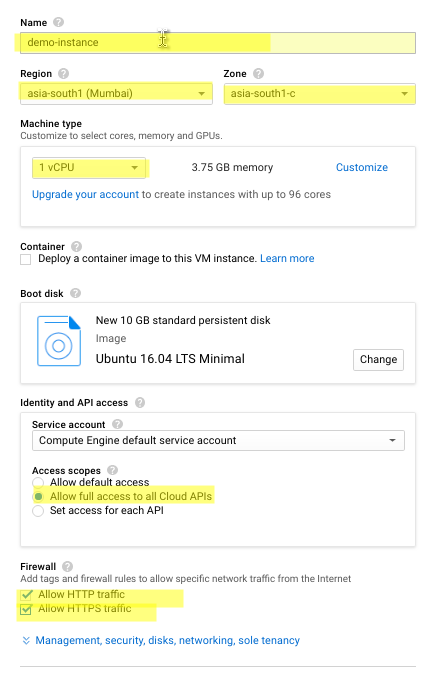 Name
demo-instance
Region
Zone
asia-south1 (Mumbai)
asia-south1-c
Machine type
Customize to select cores, memory and GPUs.
1 vCPU
3.75 GB memory
Customize
Upgrade your account to create instances with up to 96 cores
Container
Deploy a container image to this VM instance. Learn more
Boot disk
New 10 GB standard persistent disk
Image
Ubuntu 16.04 LTS Minimal
Change
Identity and API access
Service account
Compute Engine default service account
Access scopes
Allow default access
Allow full access to all Cloud APIs
Set access for each API
Firewall
Add tags and firewall rules to allow specific network traffic from the Internet
Allow HTTP traffic
Allow HTTPS traffic
Management, security, disks, networking, sole tenancy